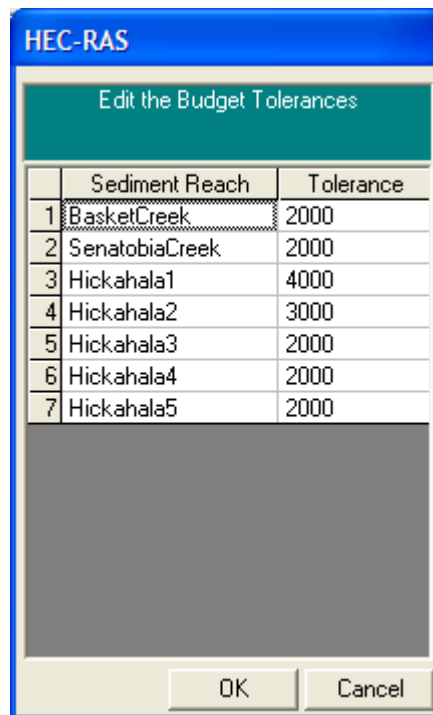 HEC-RAS
Edit the Budget Tolerances
Sediment Reach Tolerance
1 BasketCreek 2000
2 SenatobiaCreek 2000
3 Hickahala1 4000
4 Hickahala2 3000
5 Hickahala3 2000
6 Hickahala4 2000
7 Hickahala5 2000
OK Cancel